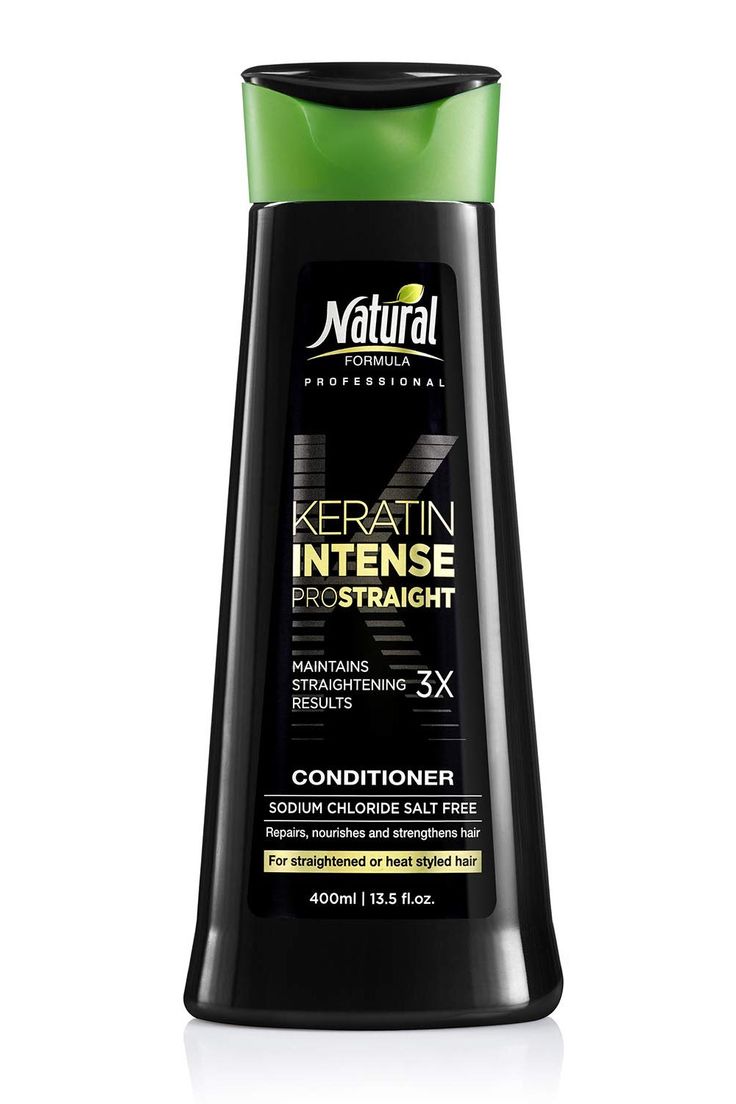 Natural
FORMULA
PROFESSIONAL
K
KERATIN
INTENSE
PROSTRAIGHT
MAINTAINS
STRAIGHTENING 3X
RESULTS
CONDITIONER
SODIUM CHLORIDE SALT FREE
Repairs, nourishes and strengthens hair
For straightened or heat styled hair
400ml | 13.5 fl.oz.